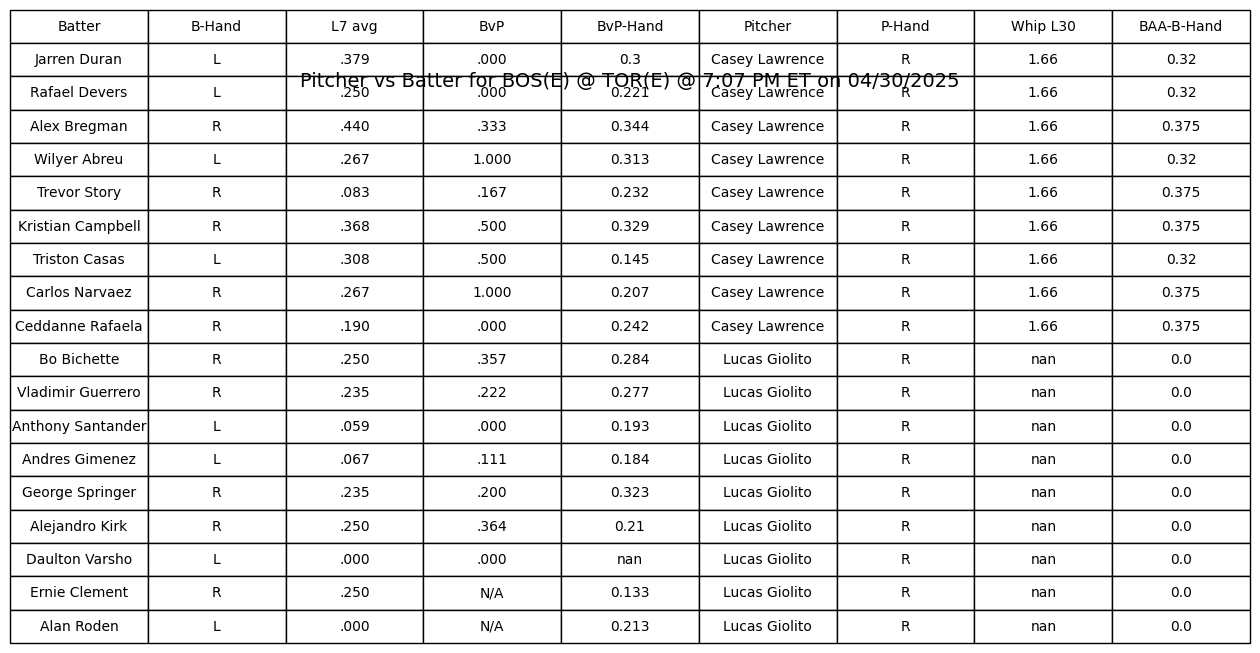 Batter B-Hand L7 avg BvP BvP-Hand Pitcher P-Hand Whip L30 BAA-B-Hand
Jarren Duran L .379 .000 0.3 Casey Lawrence R 1.66 0.32
Pitcher vs Batter for BOS(E) @ TOR(E) @ 7:07 PM ET on 04/30/2025
Rafael Devers L .250 .000 0.221 Casey Lawrence R 1.66 0.32
Alex Bregman R .440 .333 0.344 Casey Lawrence R 1.66 0.375
Wilyer Abreu L .267 1.000 0.313 Casey Lawrence R 1.66 0.32
Trevor Story R .083 .167 0.232 Casey Lawrence R 1.66 0.375
Kristian Campbell R .368 .500 0.329 Casey Lawrence R 1.66 0.375
Triston Casas L .308 .500 0.145 Casey Lawrence R 1.66 0.32
Carlos Narvaez R .267 1.000 0.207 Casey Lawrence R 1.66 0.375
Ceddanne Rafaela R .190 .000 0.242 Casey Lawrence R 1.66 0.375
Bo Bichette R .250 .357 0.284 Lucas Giolito R nan 0.0
Vladimir Guerrero R .235 .222 0.277 Lucas Giolito R nan 0.0
Anthony Santander L .059 .000 0.193 Lucas Giolito R nan 0.0
Andres Gimenez L .067 .111 0.184 Lucas Giolito R nan 0.0
George Springer R .235 .200 0.323 Lucas Giolito R nan 0.0
Alejandro Kirk R .250 .364 0.21 Lucas Giolito R nan 0.0
Daulton Varsho L .000 .000 nan Lucas Giolito R nan 0.0
Ernie Clement R .250 N/A 0.133 Lucas Giolito R nan 0.0
Alan Roden L .000 N/A 0.213 Lucas Giolito R nan 0.0